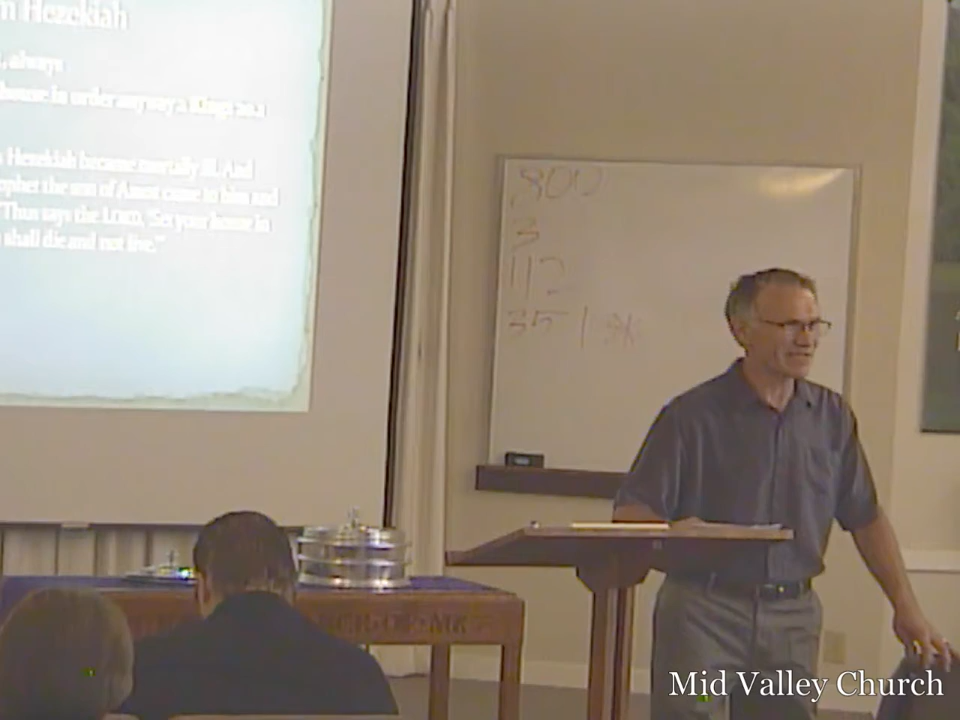 m Hezekiah
, always
house in order anyway 2 Kings 20.1
Hezekiah became mortally ill. And
ophet the son of Amoz came to him and
"Thus says the LORD, 'Set your house in
shall die and not live.'"
800
3
112
35
Mid Valley Church